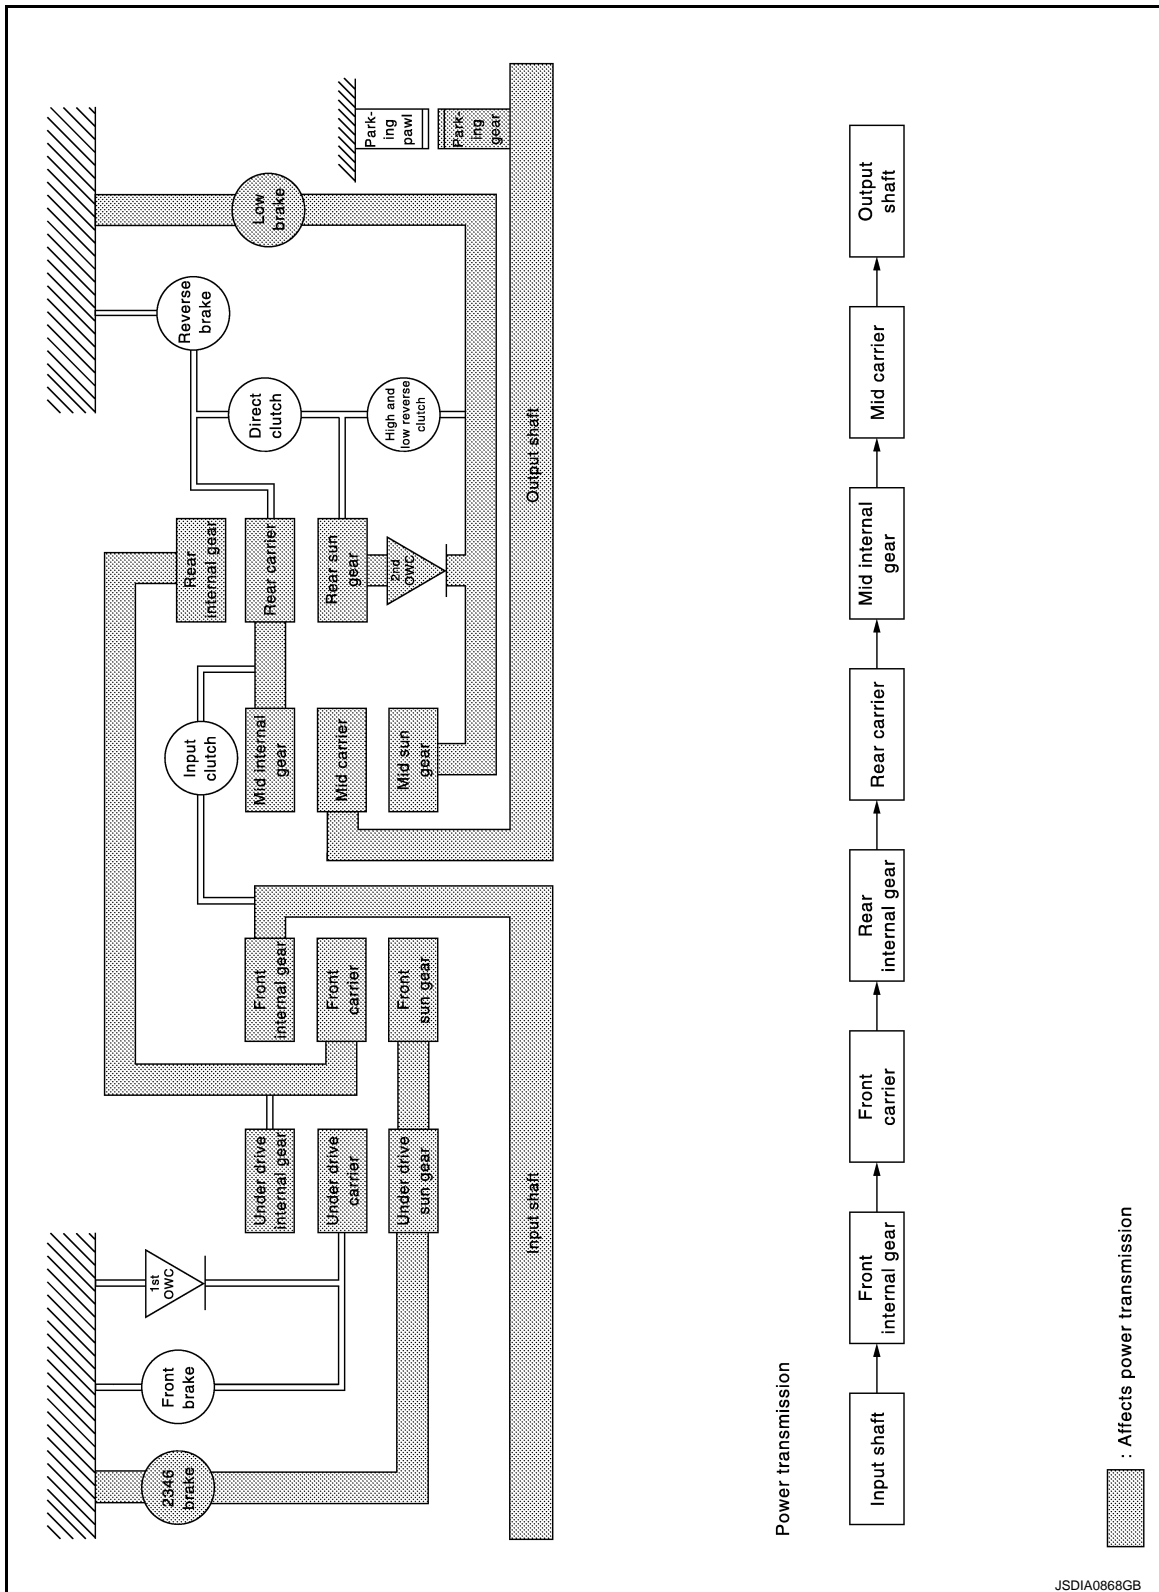 2346
brake
Front
brake
1st
OWC
Under drive
internal gear
Under drive
carrier
Under drive
sun gear
Front
internal gear
Front
carrier
Front
sun gear
Input
clutch
Mid internal
gear
Mid carrier
Mid sun
gear
Rear
internal gear
Rear carrier
Rear sun
gear
2nd
OWC
Reverse
brake
Direct
clutch
High and
low reverse
clutch
Low
brake
Park-
ing
pawl
Park-
ing
gear
Input shaft
Output shaft
Power transmission
Input shaft
Front
internal gear
Front
carrier
Rear
internal gear
Rear carrier
Mid internal
gear
Mid carrier
Output
shaft
: Affects power transmission
JSDIA0868GB